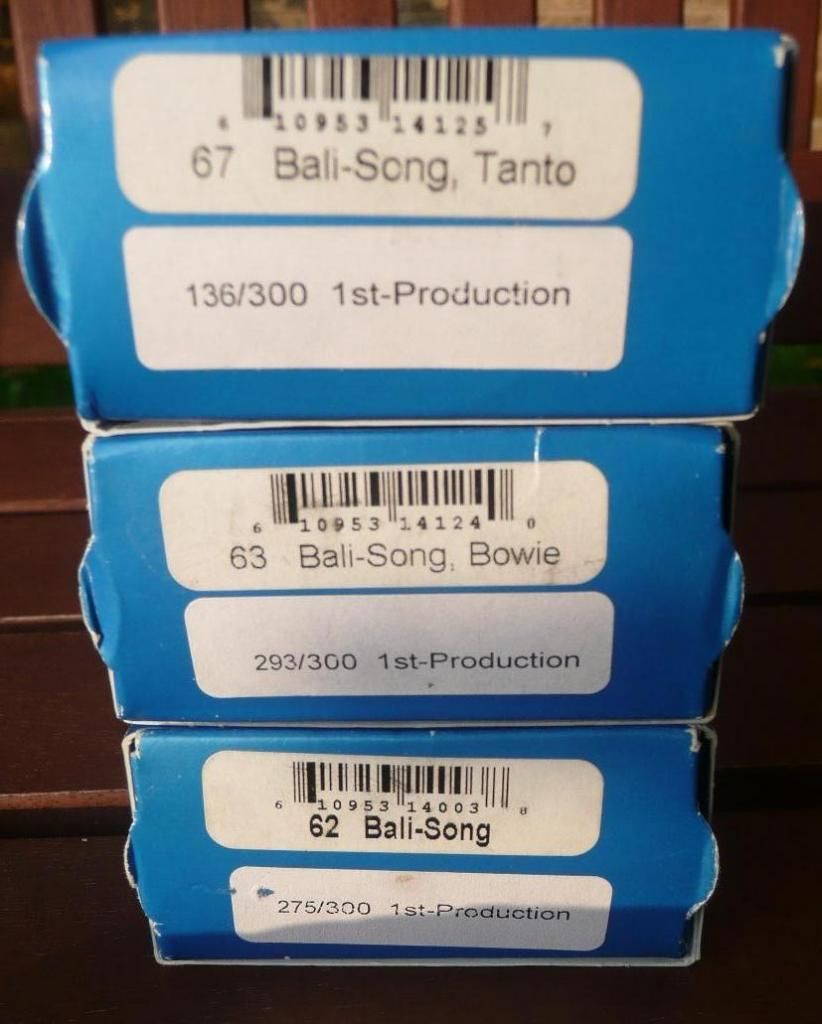 6 10953 14125 7
67 Bali-Song, Tanto
136/300 1st-Production
6 10953 14124 0
63 Bali-Song, Bowie
293/300 1st-Production
6 10953 14003 8
62 Bali-Song
275/300 1st-Production